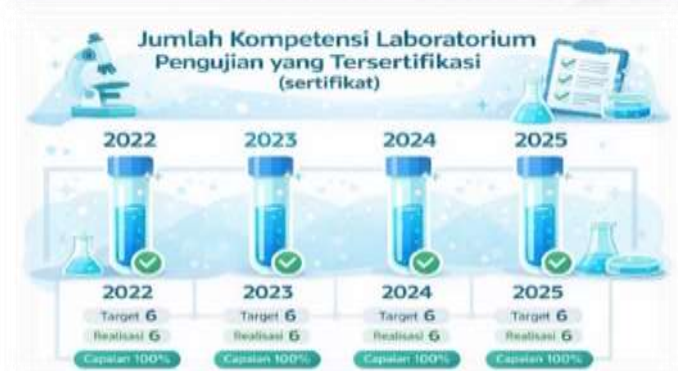 Jumlah Kompetensi Laboratorium
Pengujian yang Tersertifikasi
(sertifikat)
2022 2023 2024 2025
2022 2023 2024 2025
Target 6 Target 6 Target 6 Target 6
Realisasi 6 Realisasi 6 Realisasi 6 Realisasi 6
Capaian 100% Capaian 100% Capaian 100% Capaian 100%